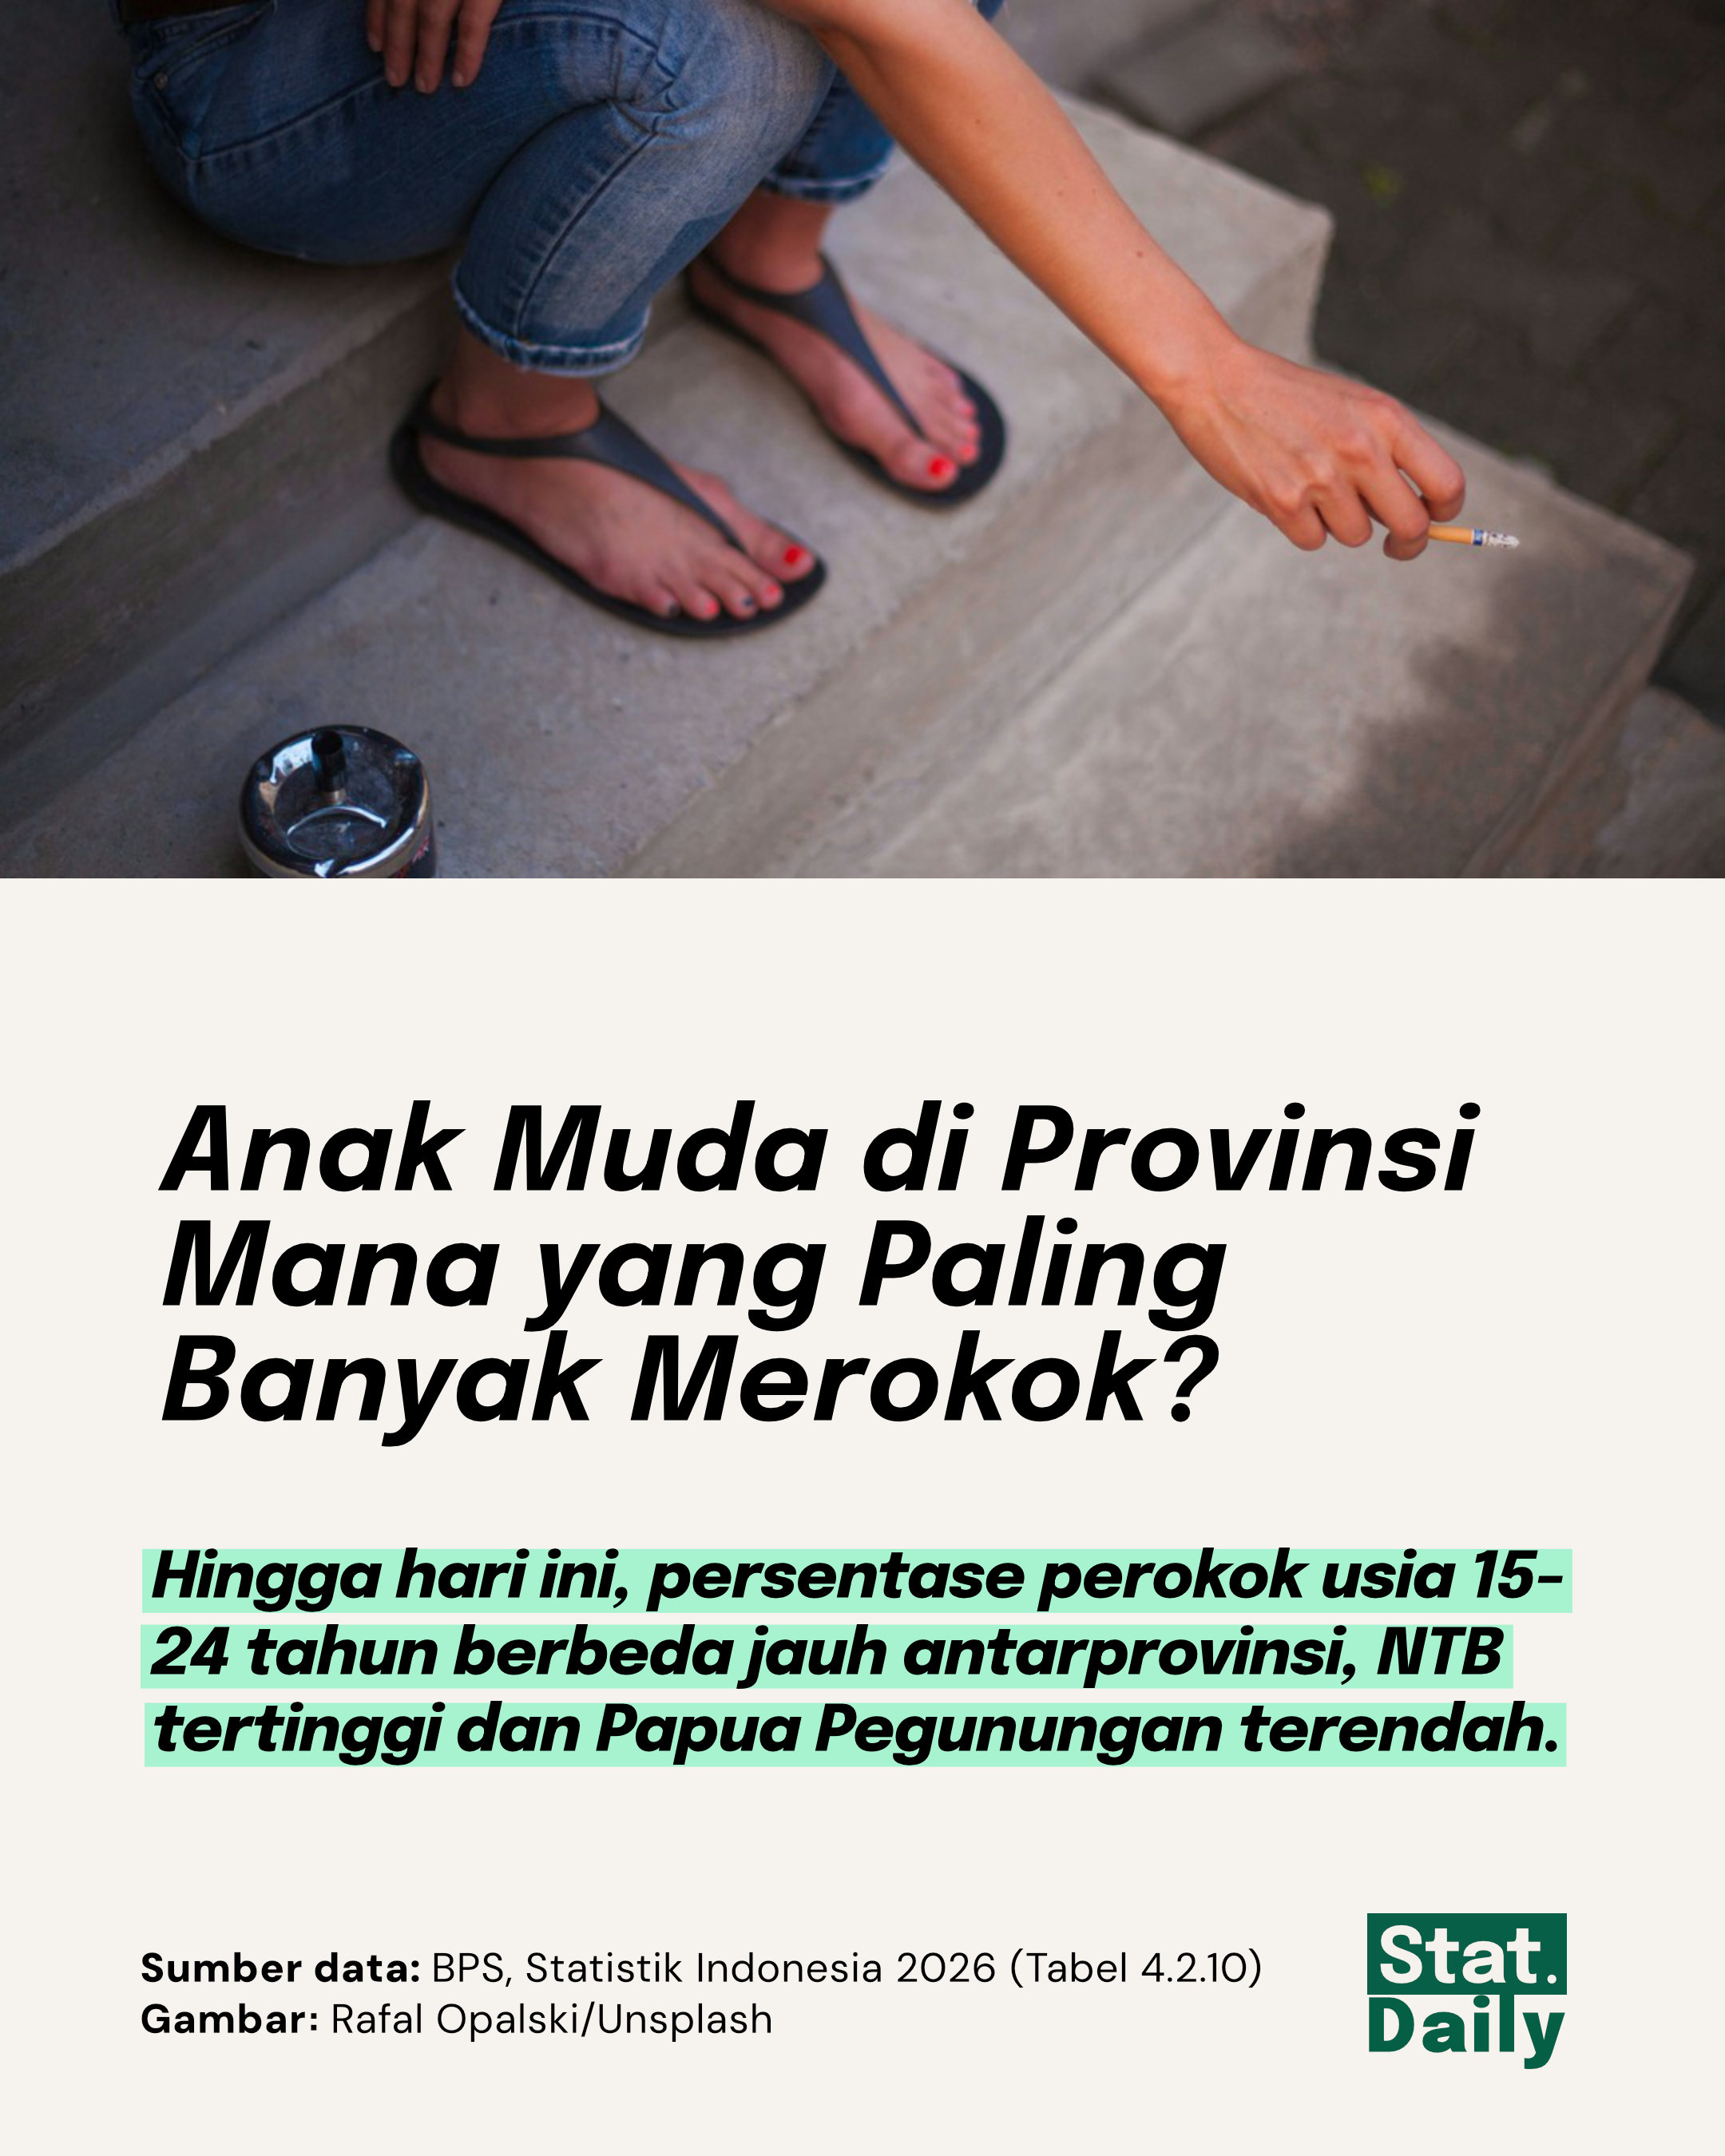 Anak Muda di Provinsi
Mana yang Paling
Banyak Merokok?
Hingga hari ini, persentase perokok usia 15-
24 tahun berbeda jauh antarprovinsi, NTB
tertinggi dan Papua Pegunungan terendah.
Sumber data: BPS, Statistik Indonesia 2026 (Tabel 4.2.10)
Gambar: Rafal Opalski/Unsplash
Stat.
Daily